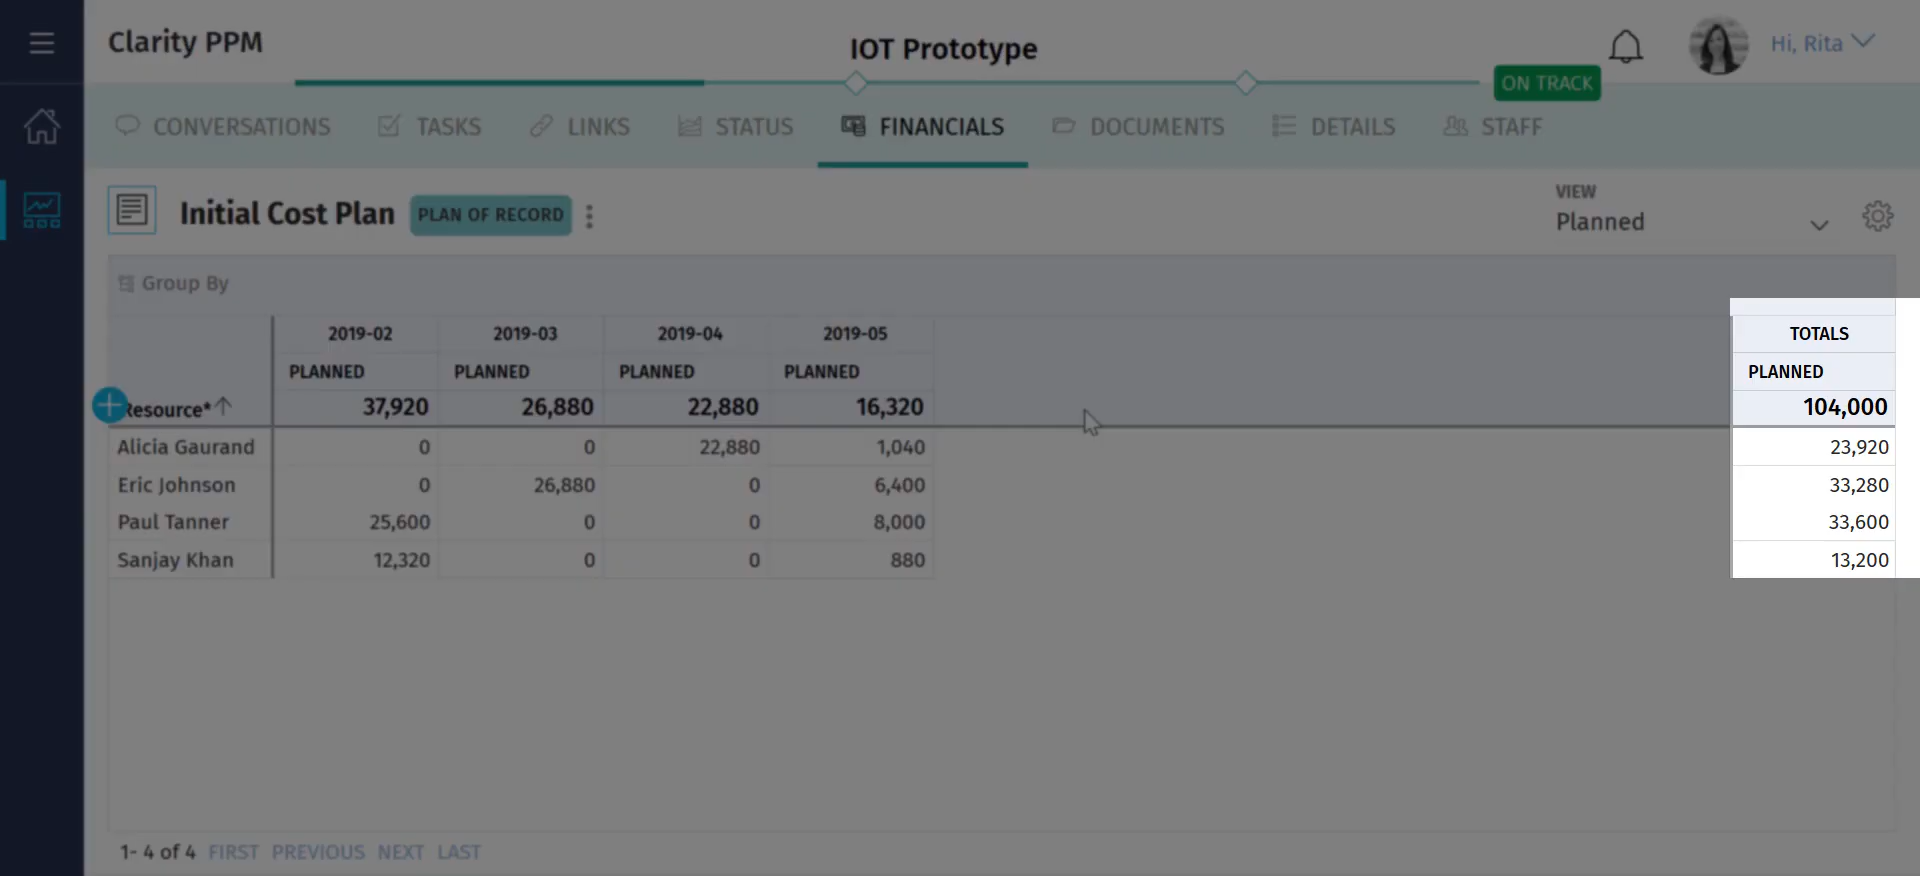 Clarity PPM
IOT Prototype
Hi, Rita
ON TRACK
CONVERSATIONS TASKS LINKS STATUS FINANCIALS DOCUMENTS DETAILS STAFF
Initial Cost Plan PLAN OF RECORD
VIEW
Planned
Group By
2019-02 2019-03 2019-04 2019-05 TOTALS
PLANNED PLANNED PLANNED PLANNED PLANNED
Resource* 37,920 26,880 22,880 16,320 104,000
Alicia Gaurand 0 0 22,880 1,040 23,920
Eric Johnson 0 26,880 0 6,400 33,280
Paul Tanner 25,600 0 0 8,000 33,600
Sanjay Khan 12,320 0 0 880 13,200
1- 4 of 4 FIRST PREVIOUS NEXT LAST